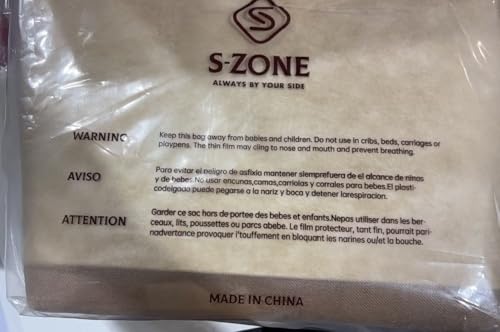 S-ZONE
ALWAYS BY YOUR SIDE
WARNING
Keep this bag away from babies and children. Do not use in cribs, beds, carriages or
playpens. The thin film may cling to nose and mouth and prevent breathing.
AVISO
Para evitar el peligro de asfixia mantener slemprefuera de el alcance de nimas
y de bebes.No usar encunas,camas,carriolas y corrales para bebes.El plasti-
codelgado puede pegarse a la nariz y boca y detener larespiración.
ATTENTION
Garder ce sac hors de portee des bebes et enfants.Nepas utiliser dans les ber-
ceaux, lits, poussettes ou parcs abebe. Le film protecteur, tant fin, pourrait pari-
nadvertance provoquer l'touffement en bloquant les narines ou/et la bouche.
MADE IN CHINA